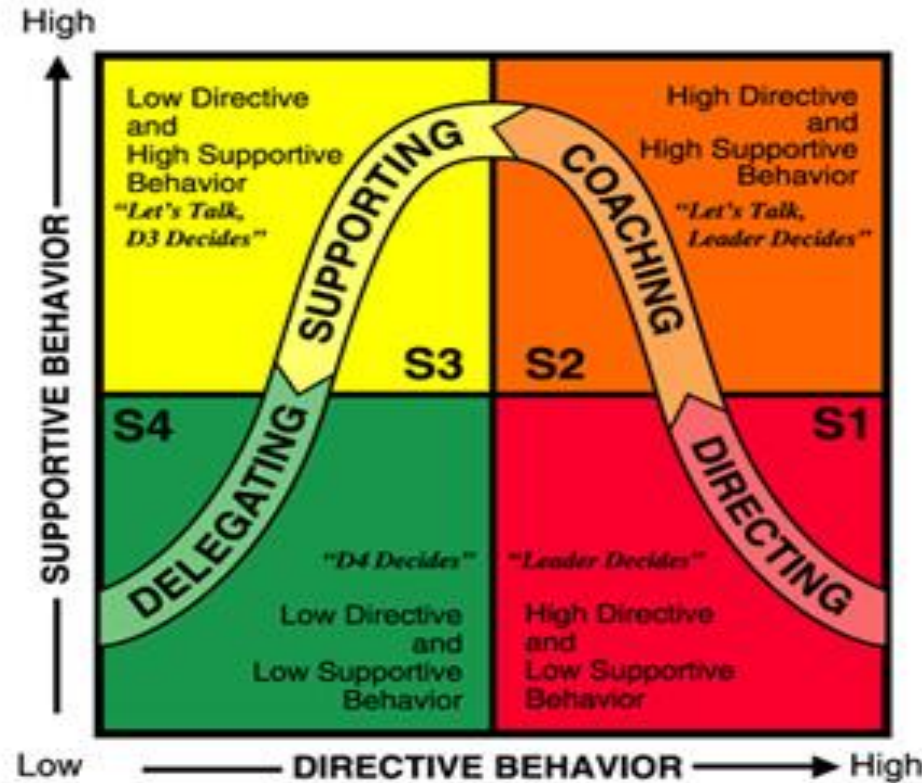 High
SUPPORTIVE BEHAVIOR
Low Directive
and
High Supportive
Behavior
“Let's Talk,
D3 Decides”
SUPPORTING
S3
High Directive
and
High Supportive
Behavior
“Let's Talk,
Leader Decides”
COACHING
S2
S4
DELEGATING
“D4 Decides”
Low Directive
and
Low Supportive
Behavior
S1
DIRECTING
“Leader Decides”
High Directive
and
Low Supportive
Behavior
Low
DIRECTIVE BEHAVIOR
High